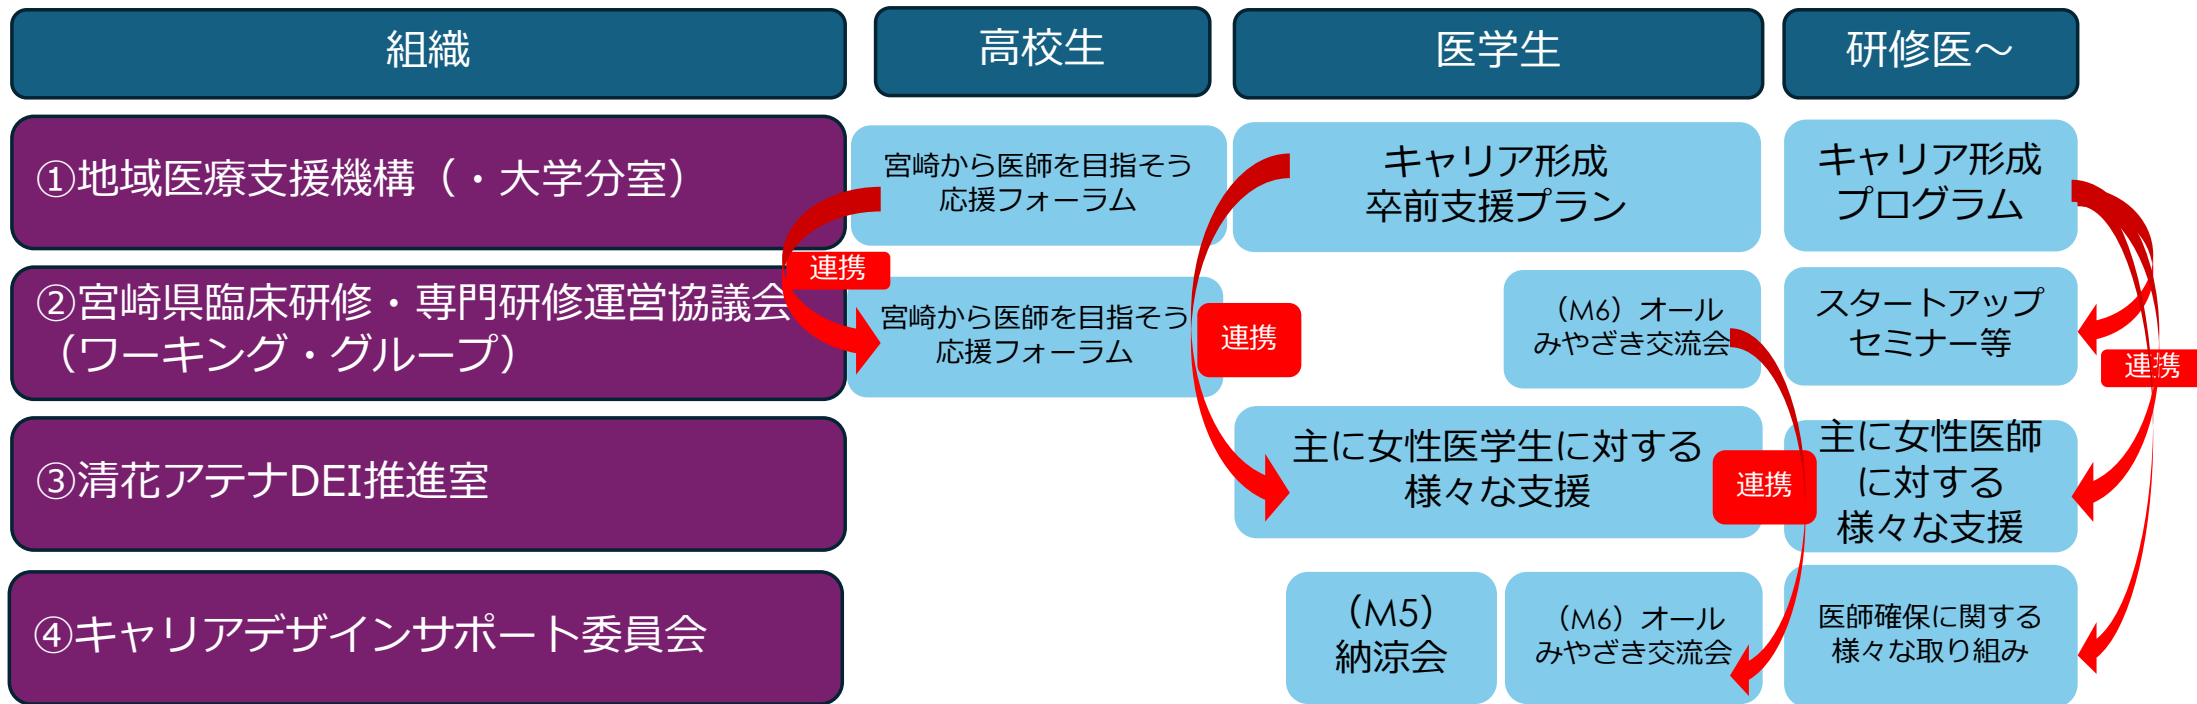 組織
高校生
医学生
研修医～
①地域医療支援機構（・大学分室）
宮崎から医師を目指そう
応援フォーラム
キャリア形成
卒前支援プラン
キャリア形成
プログラム
連携
②宮崎県臨床研修・専門研修運営協議会
（ワーキング・グループ）
宮崎から医師を目指そう
応援フォーラム
連携
（M6）オール
みやざき交流会
スタートアップ
セミナー等
連携
③清花アテナDEI推進室
主に女性医学生に対する
様々な支援
連携
主に女性医師
に対する
様々な支援
④キャリアデザインサポート委員会
（M5）
納涼会
（M6）オール
みやざき交流会
医師確保に関する
様々な取り組み